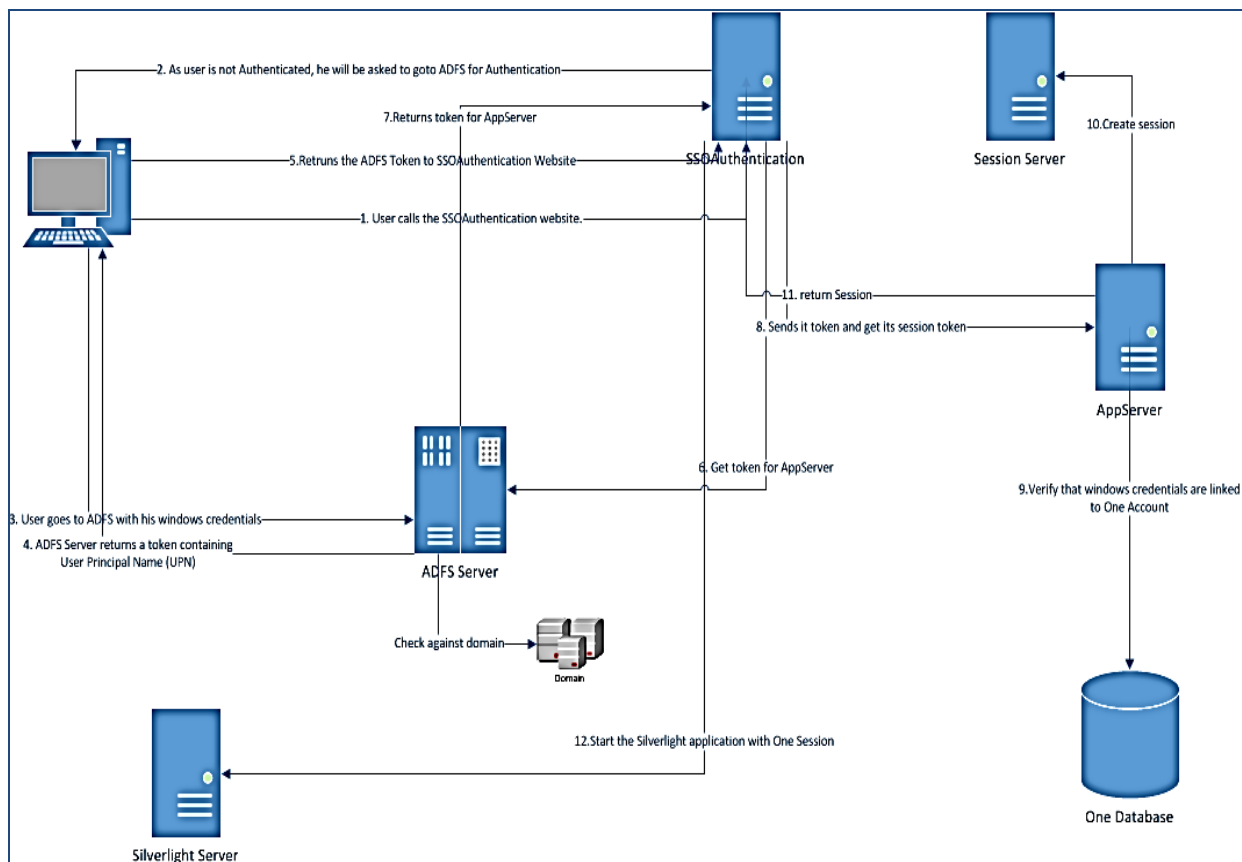 2. As user is not Authenticated, he will be asked to goto ADFS for Authentication
7.Returns token for AppServer
10.Create session
5.Retruns the ADFS Token to SSOAuthentication Website
SSOAuthentication
Session Server
1. User calls the SSOAuthentication website.
11. return Session
8. Sends it token and get its session token
AppServer
6. Get token for AppServer
9.Verify that windows credentials are linked
to One Account
3. User goes to ADFS with his windows credentials
4. ADFS Server returns a token containing
User Principal Name (UPN)
ADFS Server
Check against domain
Domain
12.Start the Silverlight application with One Session
One Database
Silverlight Server